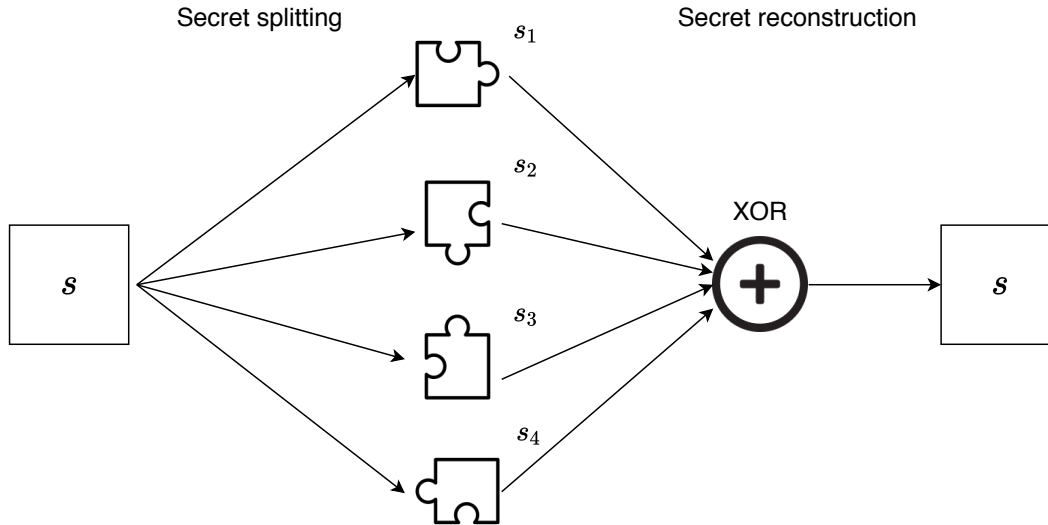 Secret splitting
Secret reconstruction
s₁
s₂
XOR
s
s
s₃
s₄